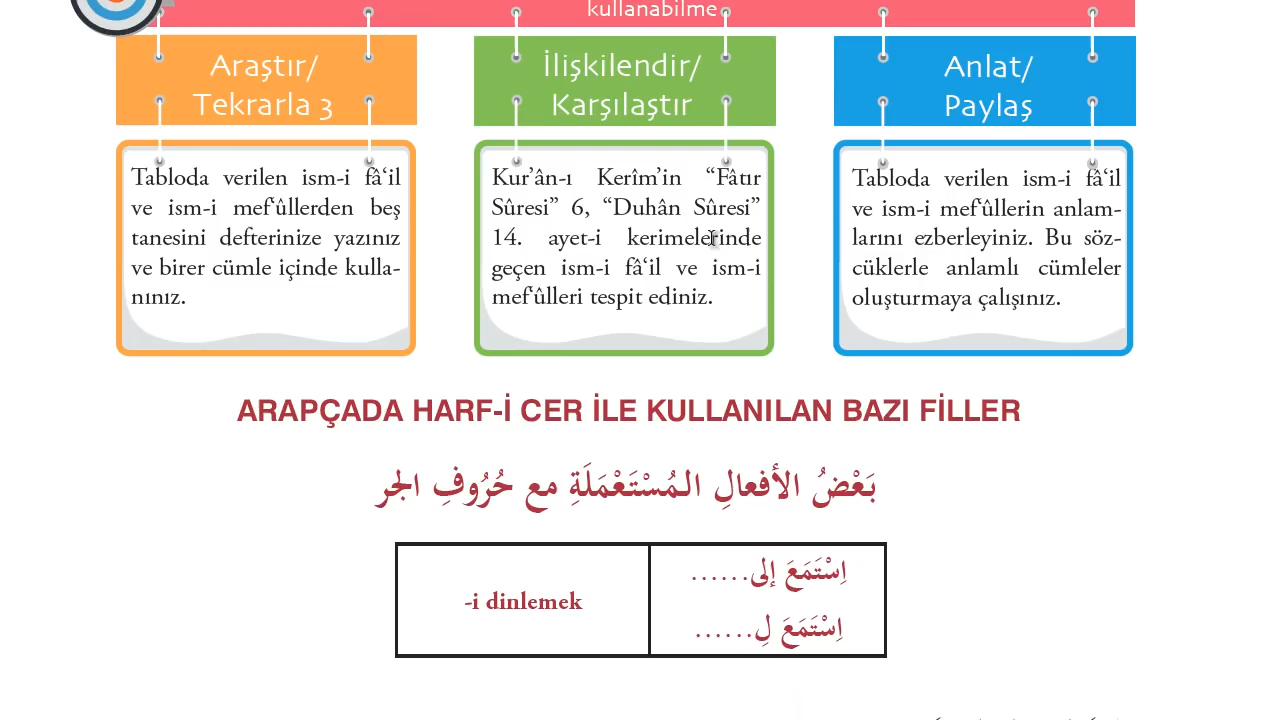 kullanabilme
Araştır/
Tekrarla 3
Tabloda verilen ism-i fâ‘il
ve ism-i mef‘ûllerden beş
tanesini defterinize yazınız
ve birer cümle içinde kulla-
nınız.
İlişkilendir/
Karşılaştır
Kur’ân-ı Kerîm’in “Fâtır
Sûresi” 6, “Duhân Sûresi”
14. ayet-i kerimelerinde
geçen ism-i fâ‘il ve ism-i
mef‘ûlleri tespit ediniz.
Anlat/
Paylaş
Tabloda verilen ism-i fâ‘il
ve ism-i mef‘ûllerin anlam-
larını ezberleyiniz. Bu söz-
cüklerle anlamlı cümleler
oluşturmaya çalışınız.
ARAPÇADA HARF-İ CER İLE KULLANILAN BAZI FİLLER
بَعْضُ الأفعالِ الـمُسْتَعْمَلَةِ مع حُرُوفِ الجر
-i dinlemek
اِسْتَمَعَ إلى......
اِسْتَمَعَ لِ......